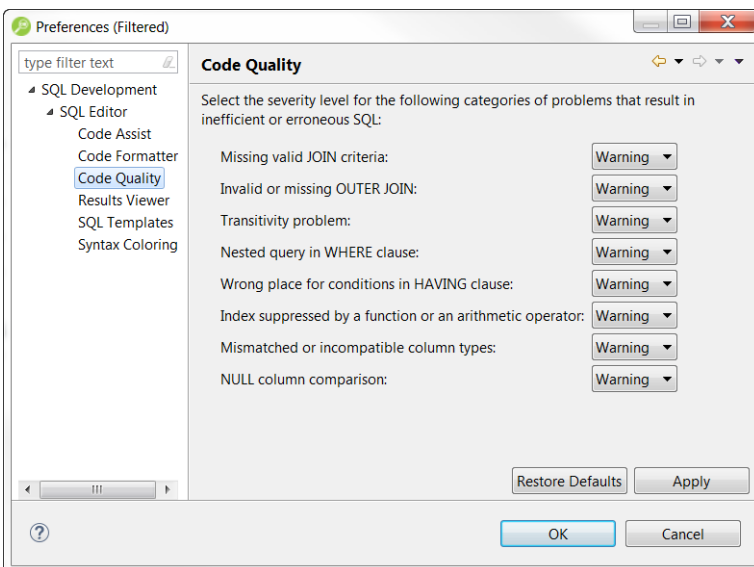 Preferences (Filtered)
type filter text
SQL Development
SQL Editor
Code Assist
Code Formatter
Code Quality
Results Viewer
SQL Templates
Syntax Coloring
Code Quality
Select the severity level for the following categories of problems that result in
inefficient or erroneous SQL:
Missing valid JOIN criteria: Warning
Invalid or missing OUTER JOIN: Warning
Transitivity problem: Warning
Nested query in WHERE clause: Warning
Wrong place for conditions in HAVING clause: Warning
Index suppressed by a function or an arithmetic operator: Warning
Mismatched or incompatible column types: Warning
NULL column comparison: Warning
Restore Defaults Apply
OK Cancel